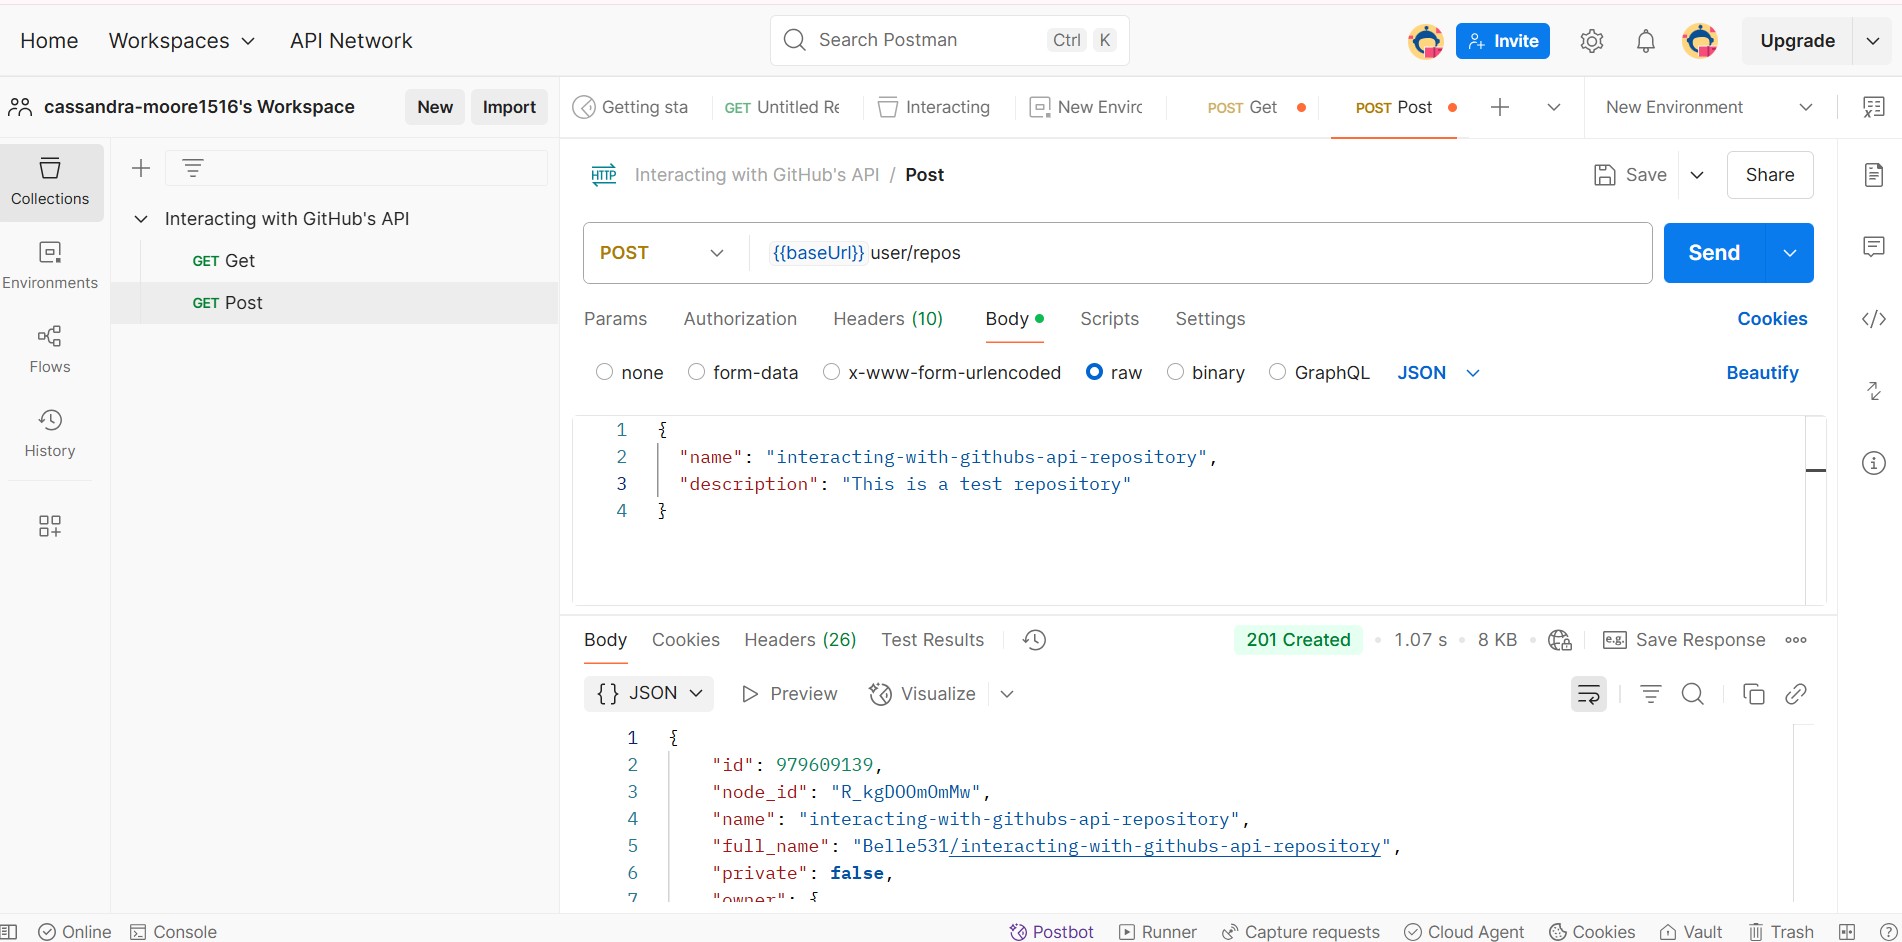 Home Workspaces API Network Search Postman Ctrl K Invite Upgrade
cassandra-moore1516's Workspace New Import Getting sta GET Untitled Re Interacting New Envirc POST Get POST Post New Environment
Collections
Environments
Flows
History
Interacting with GitHub's API
GET Get
GET Post
HTTP Interacting with GitHub's API / Post Save Share
POST {{baseUrl}} user/repos Send
Params Authorization Headers (10) Body Scripts Settings Cookies
none form-data x-www-form-urlencoded raw binary GraphQL JSON Beautify
1 {
2 "name": "interacting-with-githubs-api-repository",
3 "description": "This is a test repository"
4 }
Body Cookies Headers (26) Test Results 201 Created 1.07 s 8 KB e.g. Save Response
{} JSON Preview Visualize
1 {
2 "id": 979609139,
3 "node_id": "R_kgDOOmOmMw",
4 "name": "interacting-with-githubs-api-repository",
5 "full_name": "Belle531/interacting-with-githubs-api-repository",
6 "private": false,
7 "owner": {
Online Console Postbot Runner Capture requests Cloud Agent Cookies Vault Trash